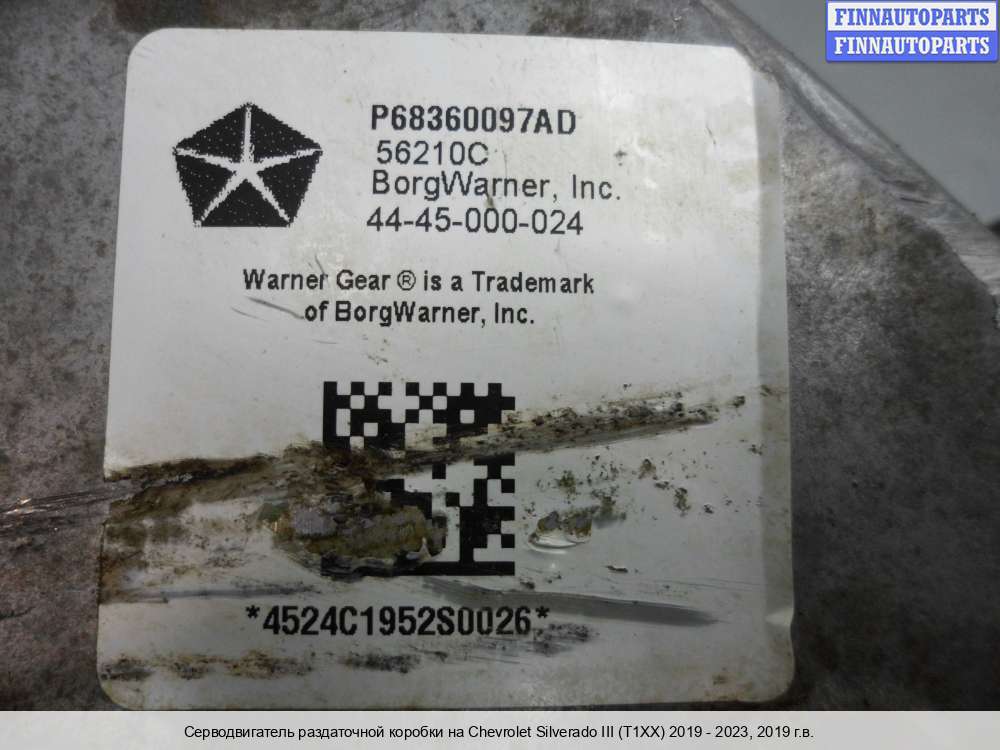 FINNAUTOPARTS
FINNAUTOPARTS
P68360097AD
56210C
BorgWarner, Inc.
44-45-000-024
Warner Gear ® is a Trademark
of BorgWarner, Inc.
*4524C1952S0026*
Серводвигатель раздаточной коробки на Chevrolet Silverado III (T1XX) 2019 - 2023, 2019 г.в.